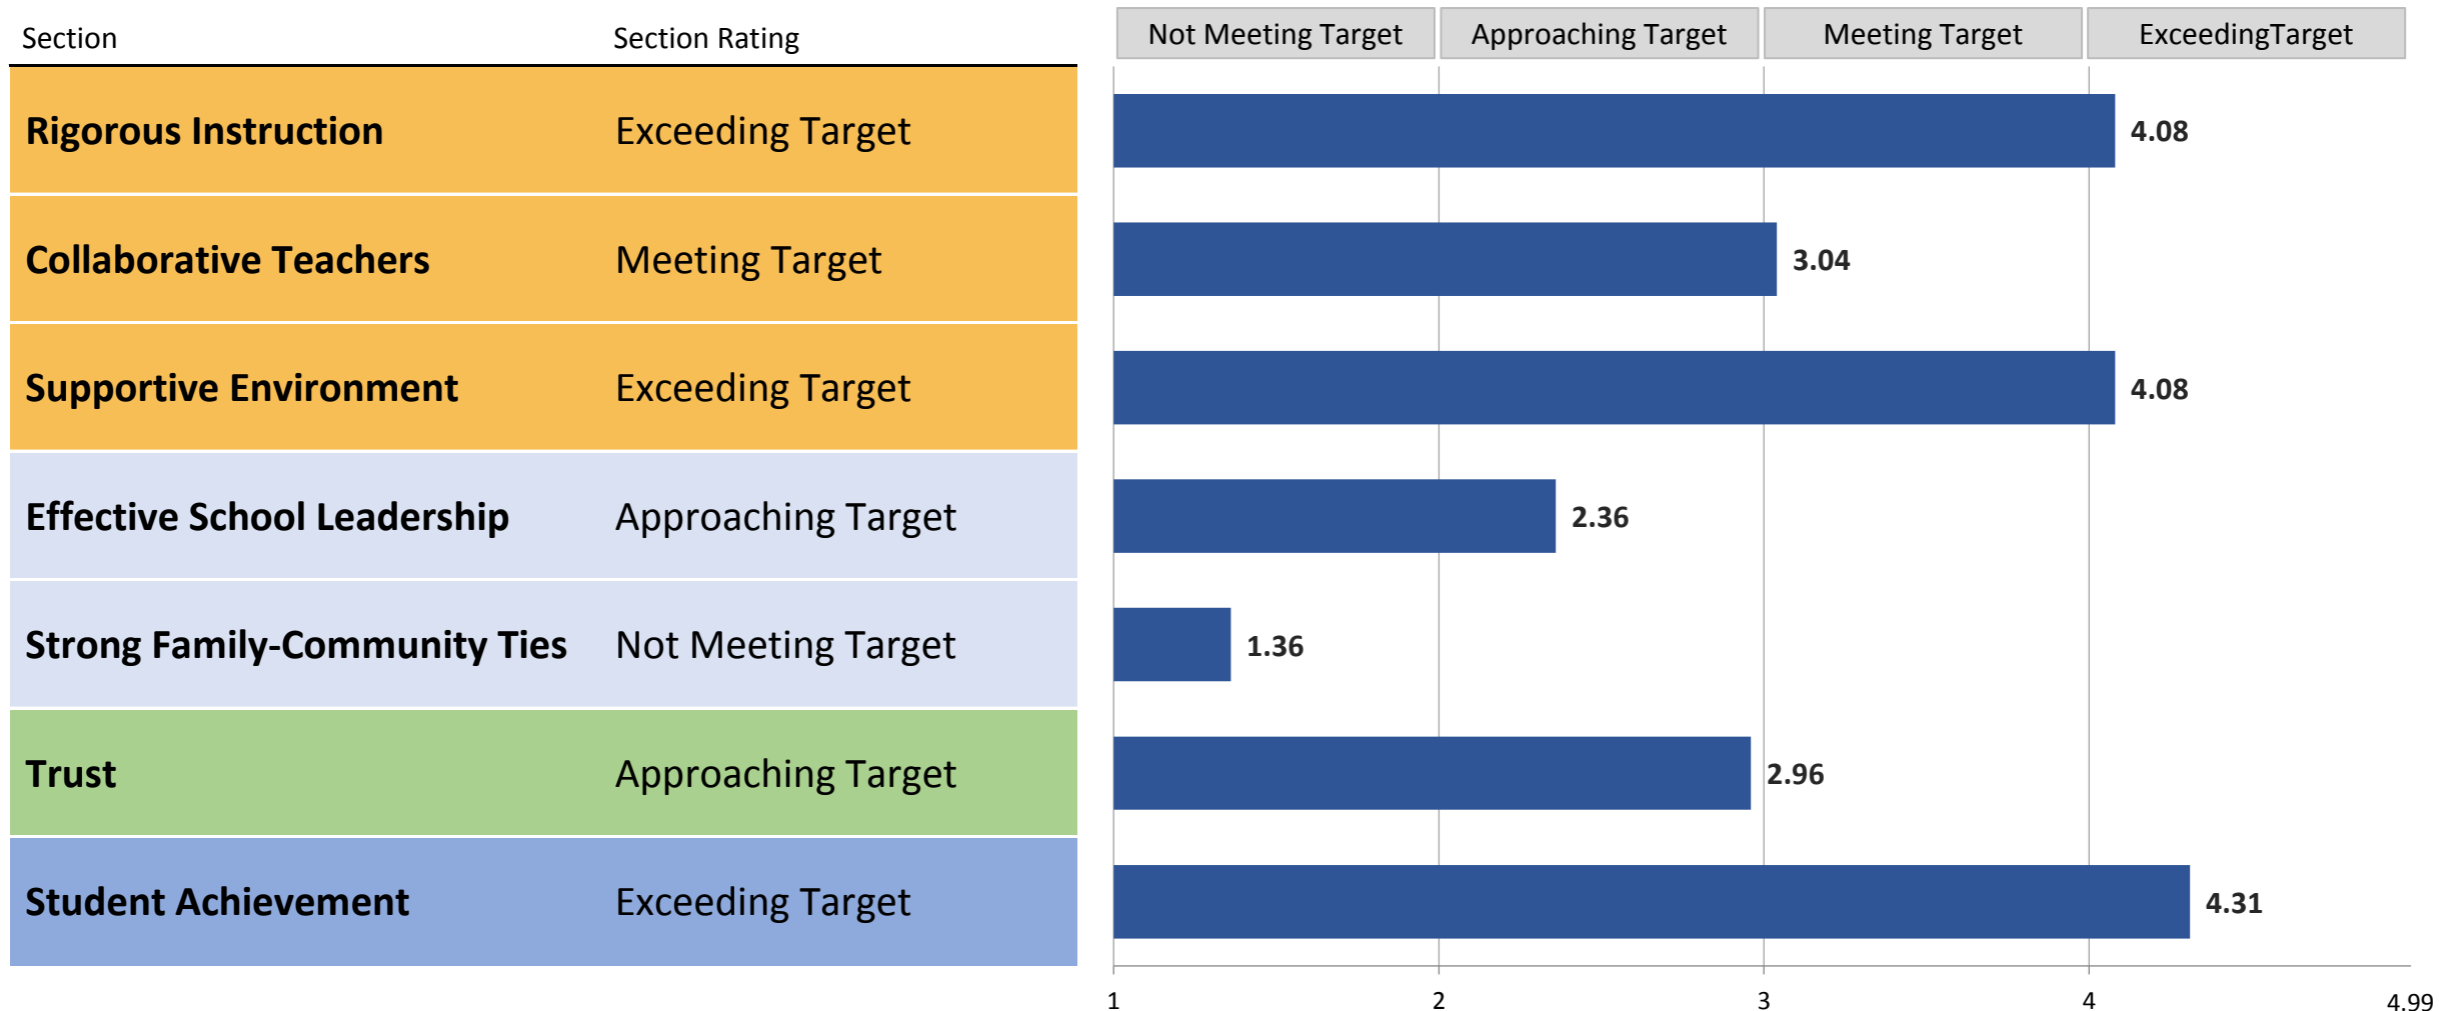 Section Section Rating Not Meeting Target Approaching Target Meeting Target ExceedingTarget
Rigorous Instruction Exceeding Target 4.08
Collaborative Teachers Meeting Target 3.04
Supportive Environment Exceeding Target 4.08
Effective School Leadership Approaching Target 2.36
Strong Family-Community Ties Not Meeting Target 1.36
Trust Approaching Target 2.96
Student Achievement Exceeding Target 4.31
1 2 3 4 4.99